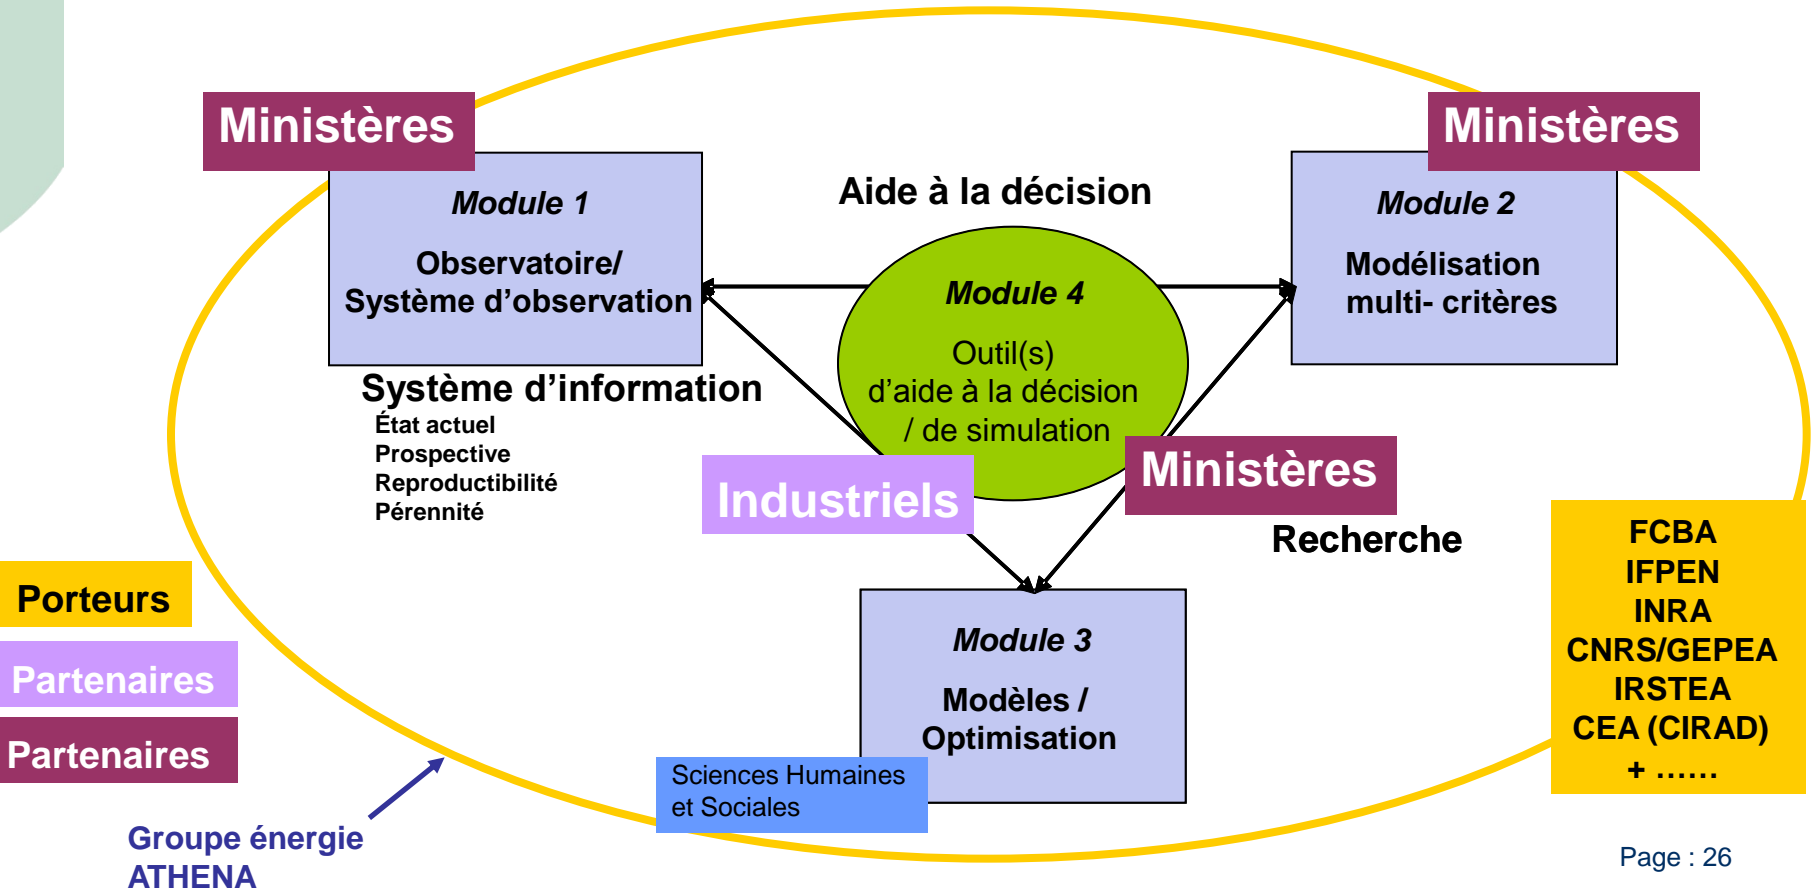 Ministères
Ministères
Aide à la décision
Module 1
Observatoire/
Système d'observation
Module 2
Modélisation
multi- critères
Module 4
Outil(s)
d'aide à la décision
/ de simulation
Système d'information
État actuel
Prospective
Reproductibilité
Pérennité
Industriels
Ministères
Recherche
FCBA
IFPEN
INRA
CNRS/GEPEA
IRSTEA
CEA (CIRAD)
+ ……
Porteurs
Partenaires
Partenaires
Module 3
Modèles /
Optimisation
Sciences Humaines
et Sociales
Groupe énergie
ATHENA
Page : 26